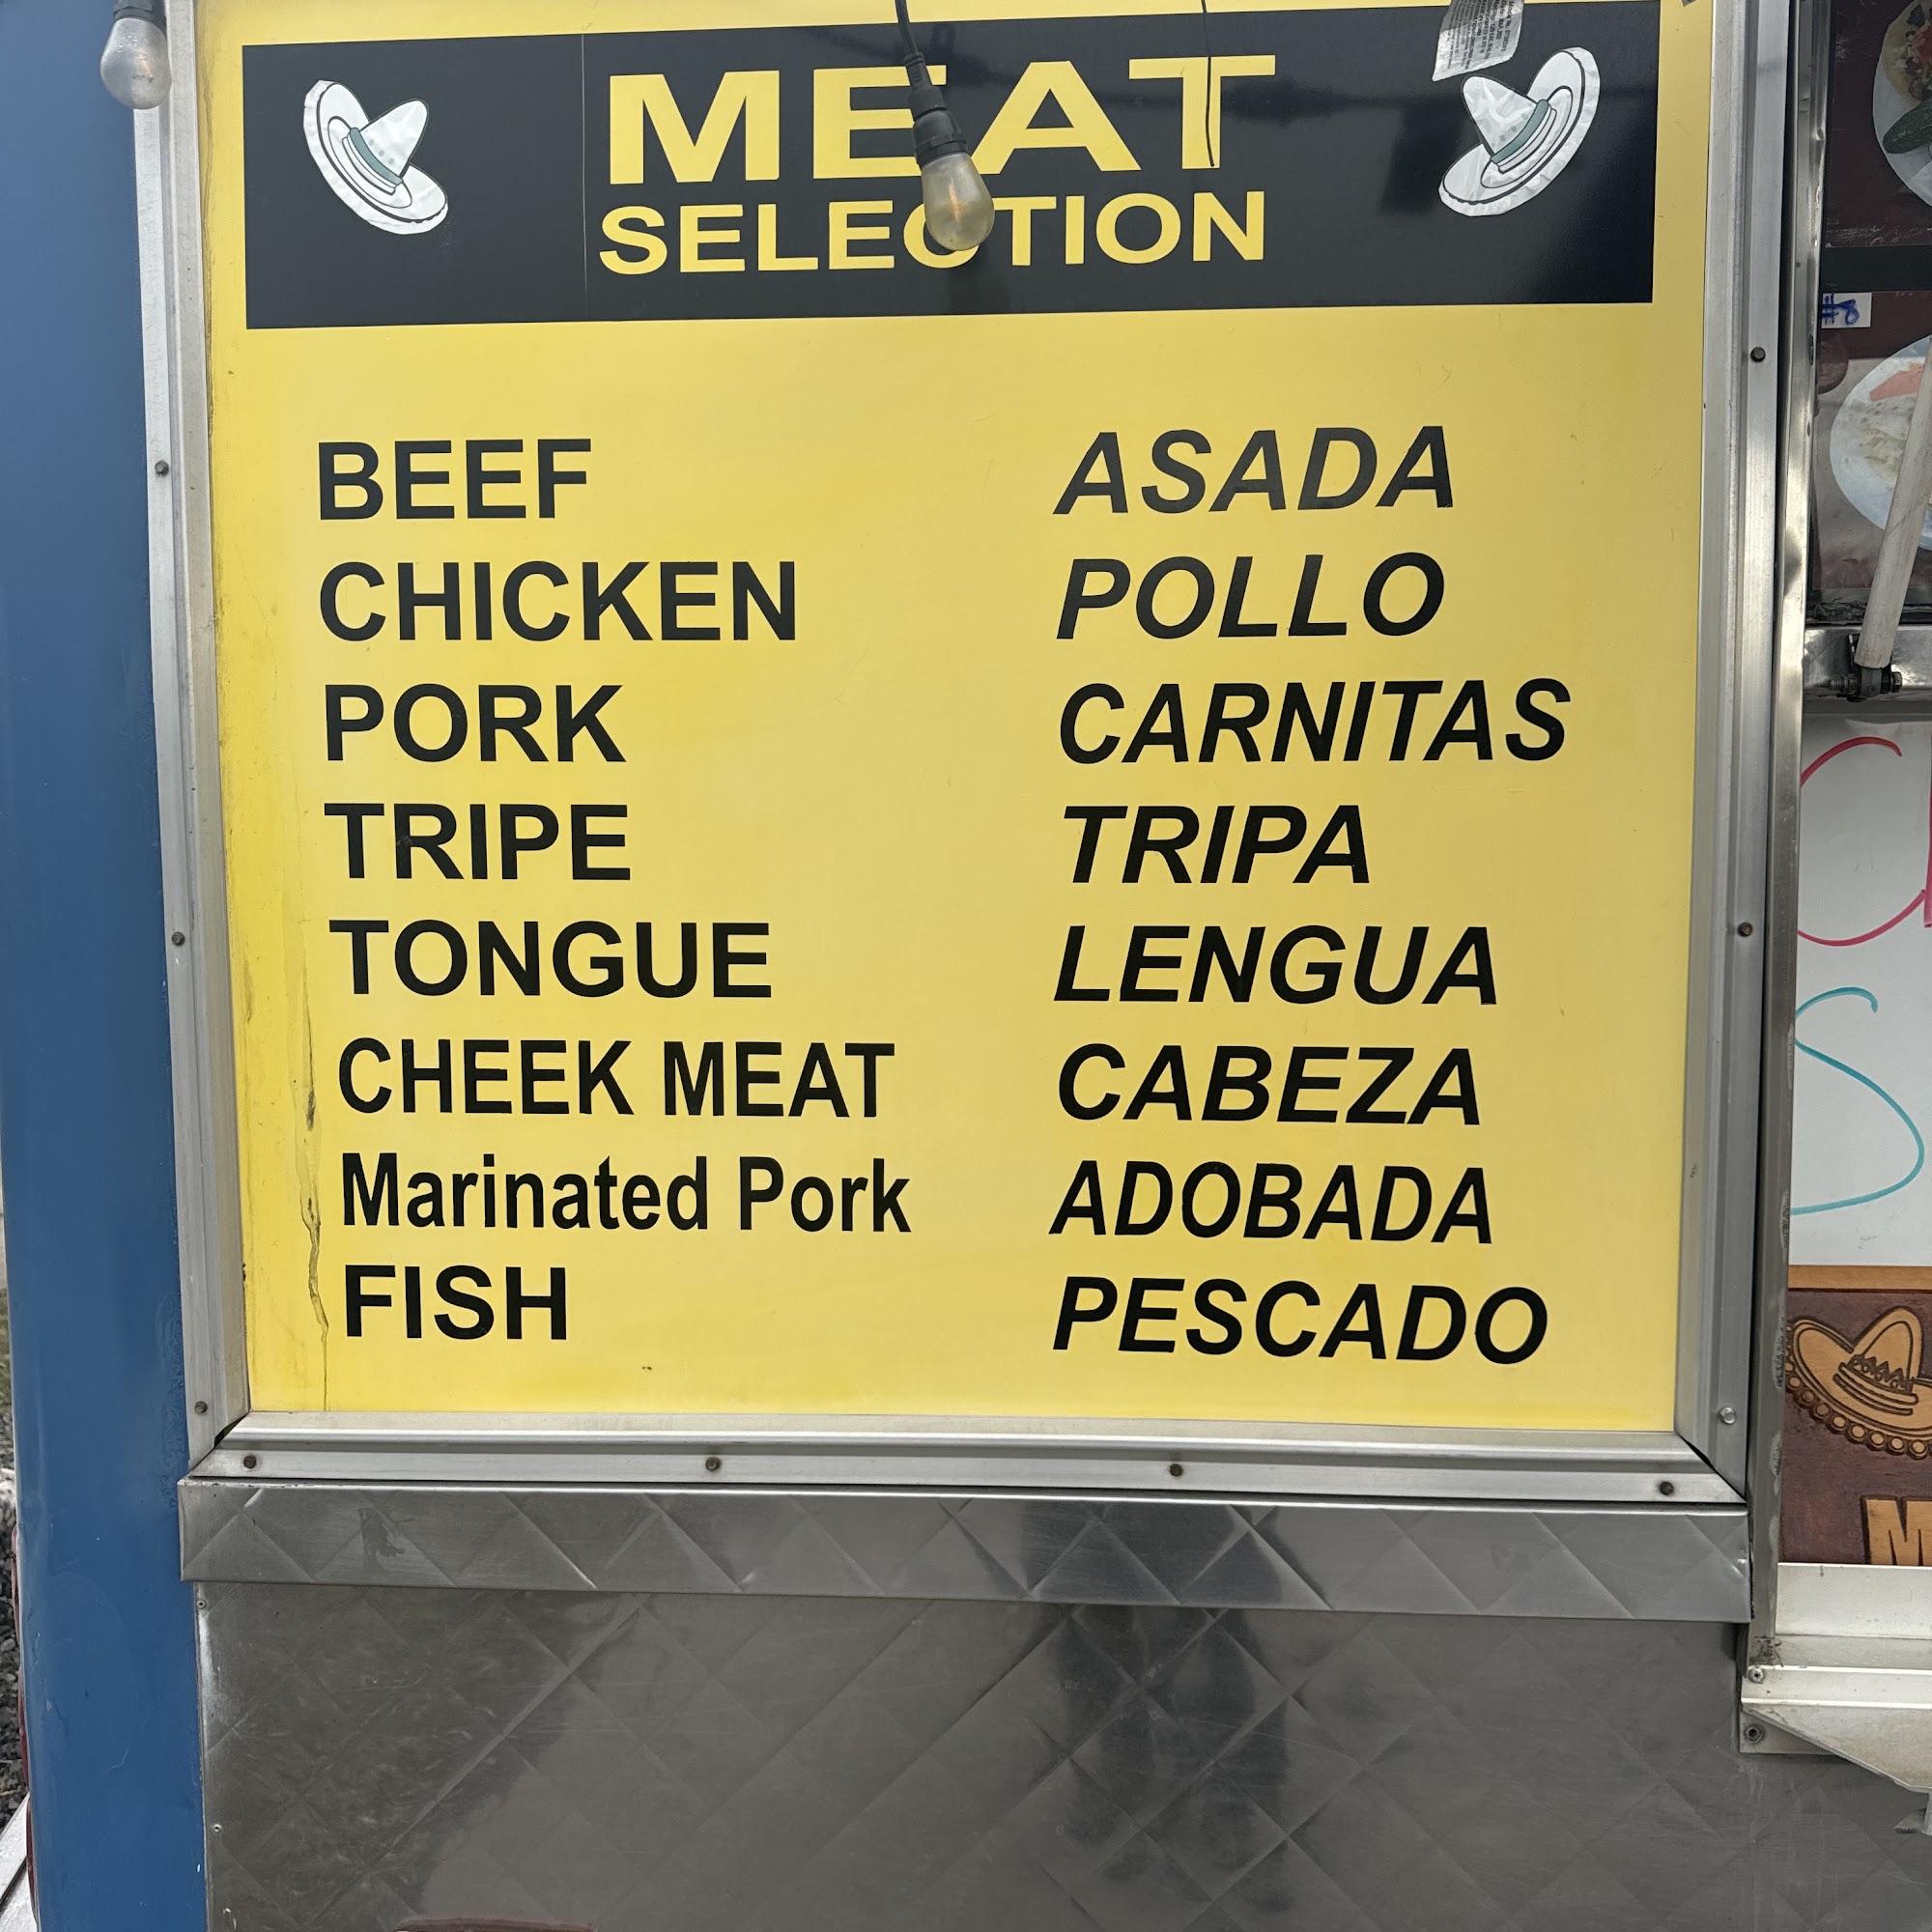 MEAT
SELECTION
BEEF ASADA
CHICKEN POLLO
PORK CARNITAS
TRIPE TRIPA
TONGUE LENGUA
CHEEK MEAT CABEZA
Marinated Pork ADOBADA
FISH PESCADO
#8